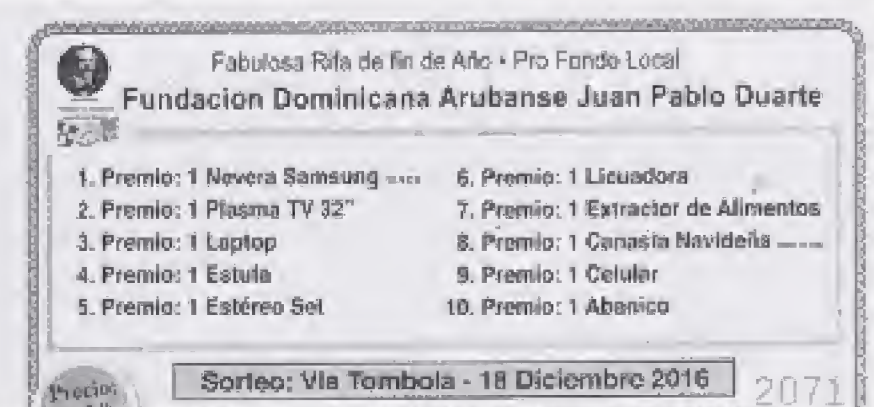 Fabulosa Rifa de fin de Año • Pro Fondo Local
Fundacion Dominicana Arubanse Juan Pablo Duarte
1. Premio: 1 Nevera Samsung
2. Premio: 1 Plasma TV 32"
3. Premio: 1 Laptop
4. Premio: 1 Estufa
5. Premio: 1 Estéreo Set
6. Premio: 1 Licuadora
7. Premio: 1 Extractor de Alimentos
8. Premio: 1 Canasta Navideña
9. Premio: 1 Celular
10. Premio: 1 Abanico
Precios
Sorteo: Via Tombola - 18 Diciembre 2016
2071